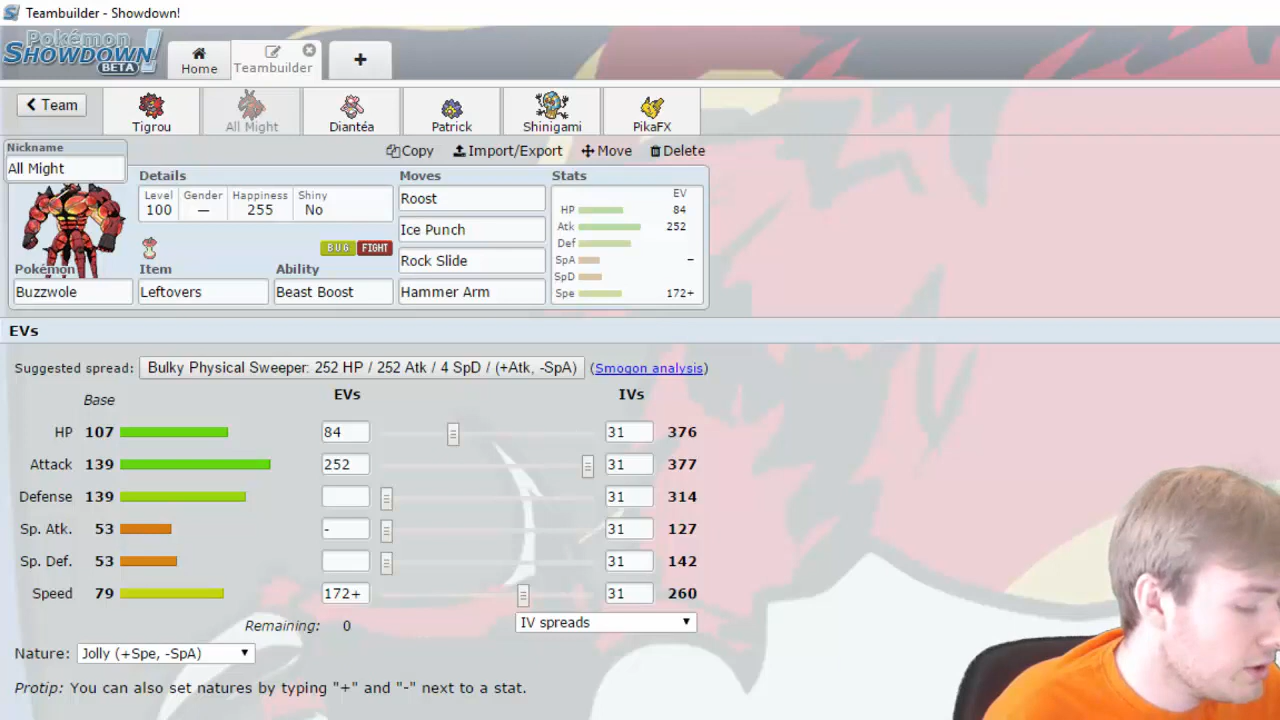 Teambuilder - Showdown!
Pokémon
SHOWDOWN!
BETA
Home
Teambuilder
+
Team
Tigrou
All Might
Diantéa
Patrick
Shinigami
PikaFX
Nickname
All Might
Copy
Import/Export
Move
Delete
Details
Level
100
Gender
—
Happiness
255
Shiny
No
BUG
FIGHT
Pokémon
Buzzwole
Item
Leftovers
Ability
Beast Boost
Moves
Roost
Ice Punch
Rock Slide
Hammer Arm
Stats
EV
HP 84
Atk 252
Def
SpA –
SpD
Spe 172+
EVs
Suggested spread: Bulky Physical Sweeper: 252 HP / 252 Atk / 4 SpD / (+Atk, -SpA) (Smogon analysis)
Base EVs IVs
HP 107 84 31 376
Attack 139 252 31 377
Defense 139 31 314
Sp. Atk. 53 - 31 127
Sp. Def. 53 31 142
Speed 79 172+ 31 260
Remaining: 0 IV spreads
Nature: Jolly (+Spe, -SpA)
Protip: You can also set natures by typing "+" and "-" next to a stat.